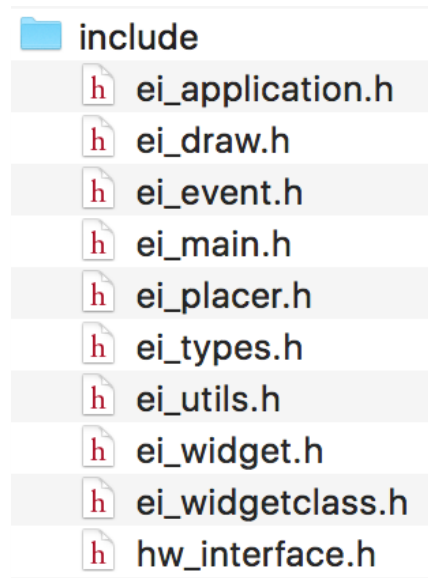 include
h ei_application.h
h ei_draw.h
h ei_event.h
h ei_main.h
h ei_placer.h
h ei_types.h
h ei_utils.h
h ei_widget.h
h ei_widgetclass.h
h hw_interface.h